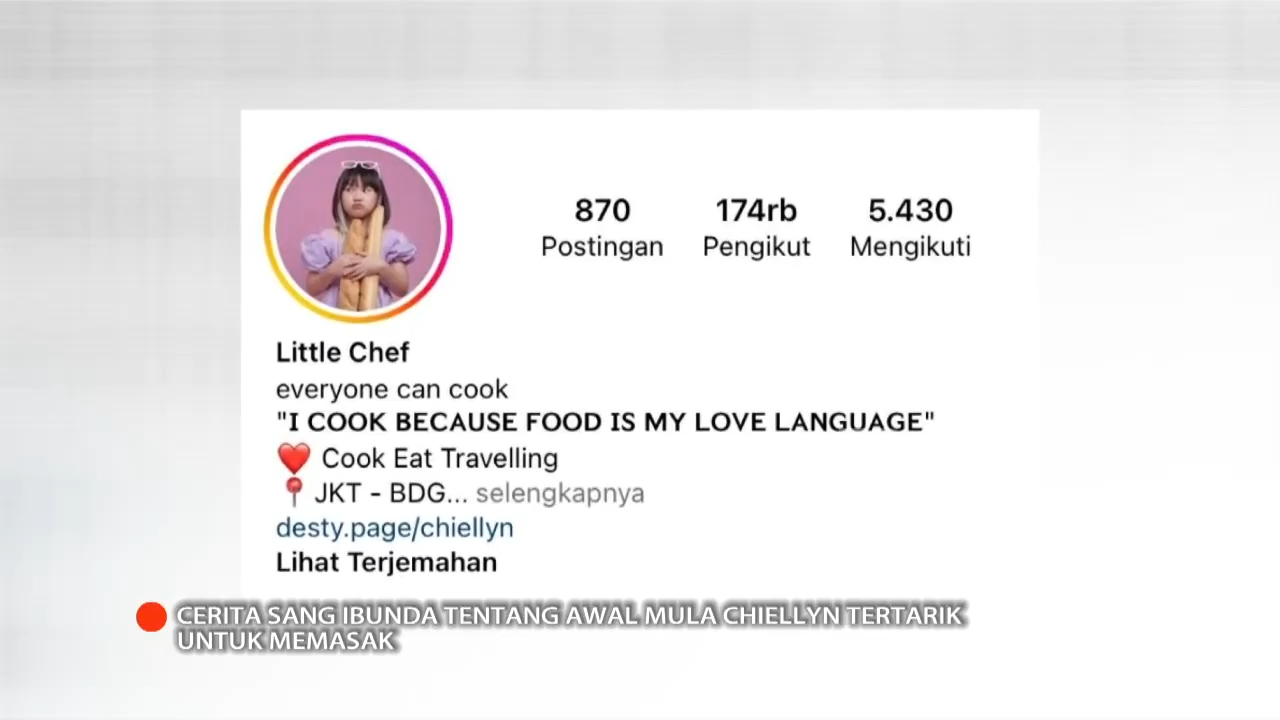 870 174rb 5.430
Postingan Pengikut Mengikuti
Little Chef
everyone can cook
"I COOK BECAUSE FOOD IS MY LOVE LANGUAGE"
❤️ Cook Eat Travelling
📍 JKT - BDG... selengkapnya
desty.page/chiellyn
Lihat Terjemahan
CERITA SANG IBUNDA TENTANG AWAL MULA CHIELLYN TERTARIK
UNTUK MEMASAK